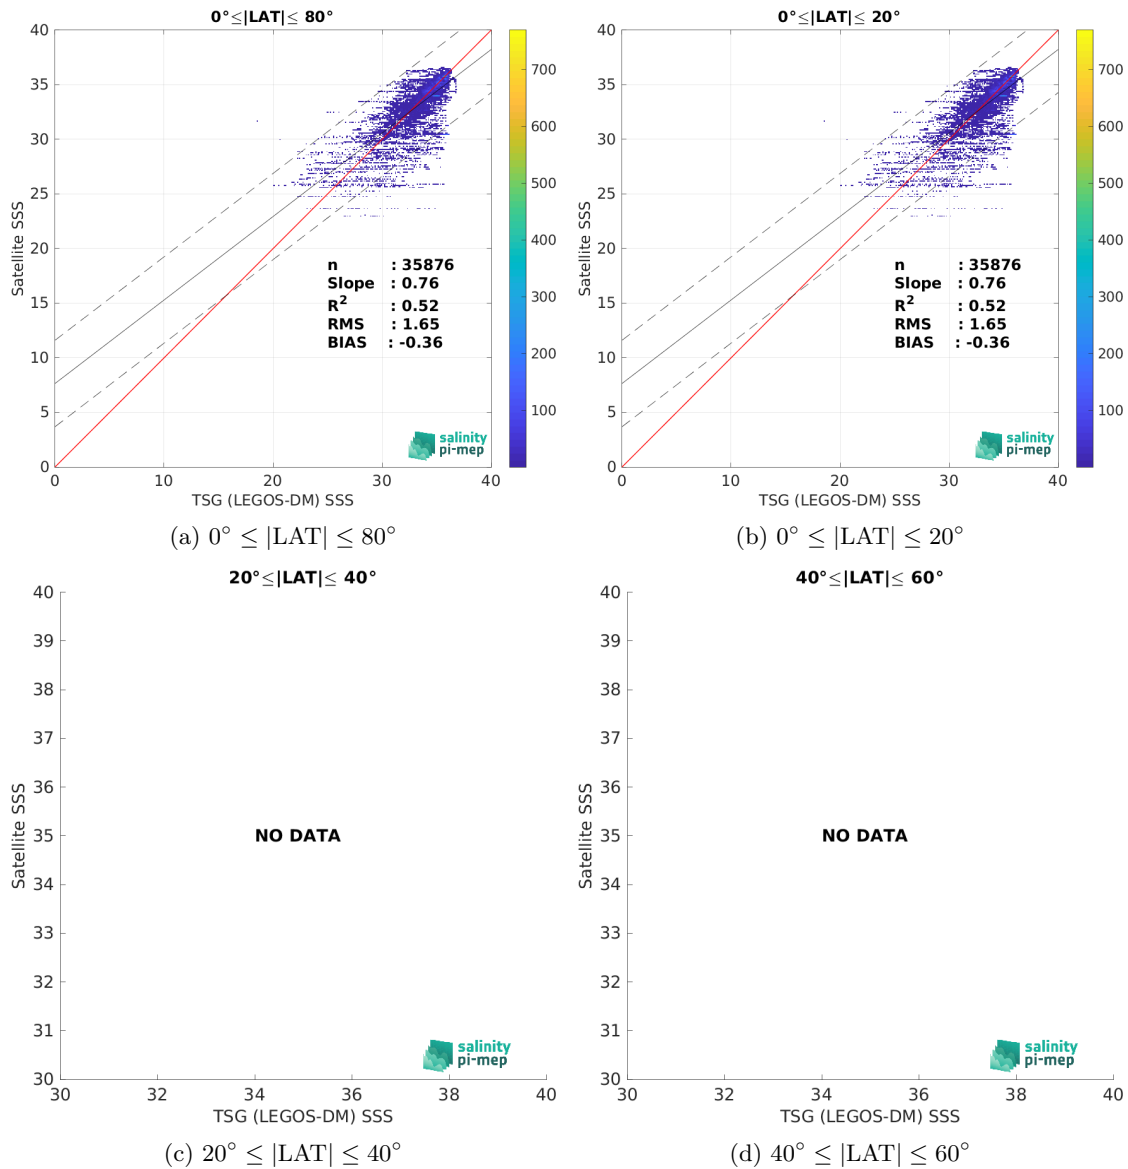 0°≤|LAT|≤ 80°
40
35
30
25
20
15
10
5
0
Satellite SSS
n : 35876
Slope : 0.76
R² : 0.52
RMS : 1.65
BIAS : -0.36
salinity
pi-mep
0 10 20 30 40
TSG (LEGOS-DM) SSS
700
600
500
400
300
200
100
(a) 0° ≤ |LAT| ≤ 80°
0°≤|LAT|≤ 20°
40
35
30
25
20
15
10
5
0
Satellite SSS
n : 35876
Slope : 0.76
R² : 0.52
RMS : 1.65
BIAS : -0.36
salinity
pi-mep
0 10 20 30 40
TSG (LEGOS-DM) SSS
700
600
500
400
300
200
100
(b) 0° ≤ |LAT| ≤ 20°
20°≤|LAT|≤ 40°
40
39
38
37
36
35
34
33
32
31
30
Satellite SSS
NO DATA
salinity
pi-mep
30 32 34 36 38 40
TSG (LEGOS-DM) SSS
(c) 20° ≤ |LAT| ≤ 40°
40°≤|LAT|≤ 60°
40
39
38
37
36
35
34
33
32
31
30
Satellite SSS
NO DATA
salinity
pi-mep
30 32 34 36 38 40
TSG (LEGOS-DM) SSS
(d) 40° ≤ |LAT| ≤ 60°